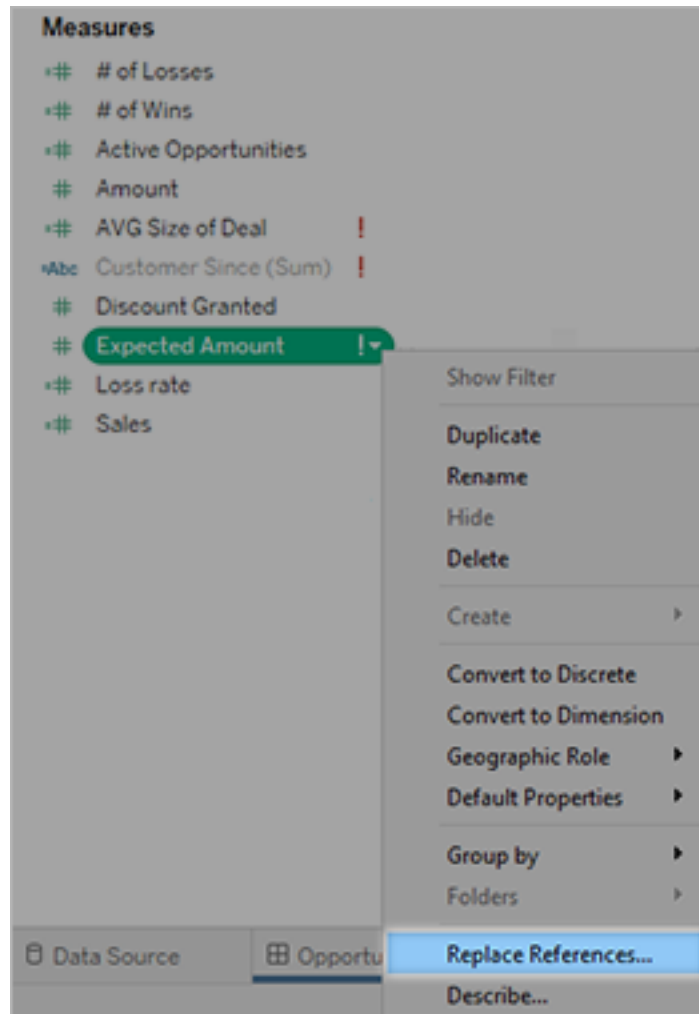 Measures
# of Losses
# of Wins
Active Opportunities
Amount
AVG Size of Deal !
Abc Customer Since (Sum) !
Discount Granted
Expected Amount !
Loss rate
Sales
Show Filter
Duplicate
Rename
Hide
Delete
Create
Convert to Discrete
Convert to Dimension
Geographic Role
Default Properties
Group by
Folders
Replace References...
Describe...
Data Source
Opportu